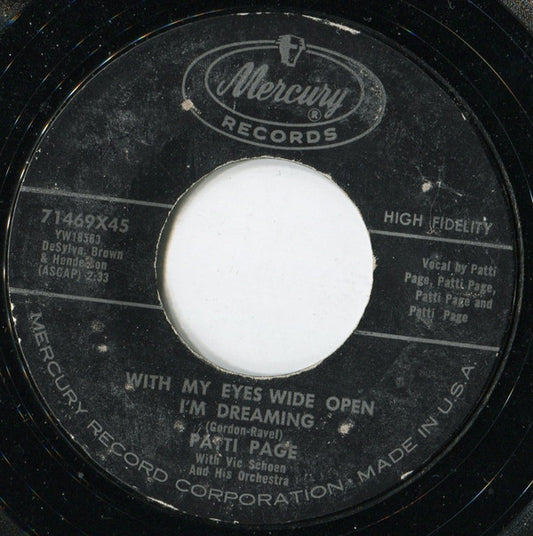 Mercury
®
RECORDS
71469X45
YW18583
DeSylva, Brown
& Henderson
(ASCAP) 2:33
HIGH FIDELITY
Vocal by Patti
Page, Patti Page,
Patti Page and
Patti Page
WITH MY EYES WIDE OPEN
I'M DREAMING
(Gordon-Ravel)
PATTI PAGE
With Vic Schoen
And His Orchestra
MERCURY RECORD CORPORATION MADE IN U.S.A